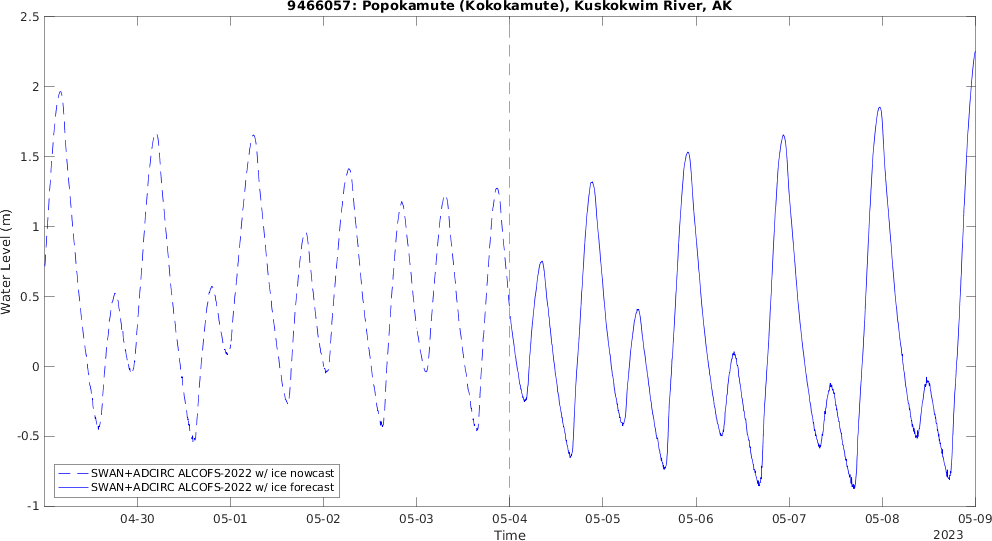 9466057: Popokamute (Kokokamute), Kuskokwim River, AK
2.5
2
1.5
1
0.5
0
-0.5
-1
Water Level (m)
SWAN+ADCIRC ALCOFS-2022 w/ ice nowcast
SWAN+ADCIRC ALCOFS-2022 w/ ice forecast
04-30 05-01 05-02 05-03 05-04 05-05 05-06 05-07 05-08 05-09
Time
2023